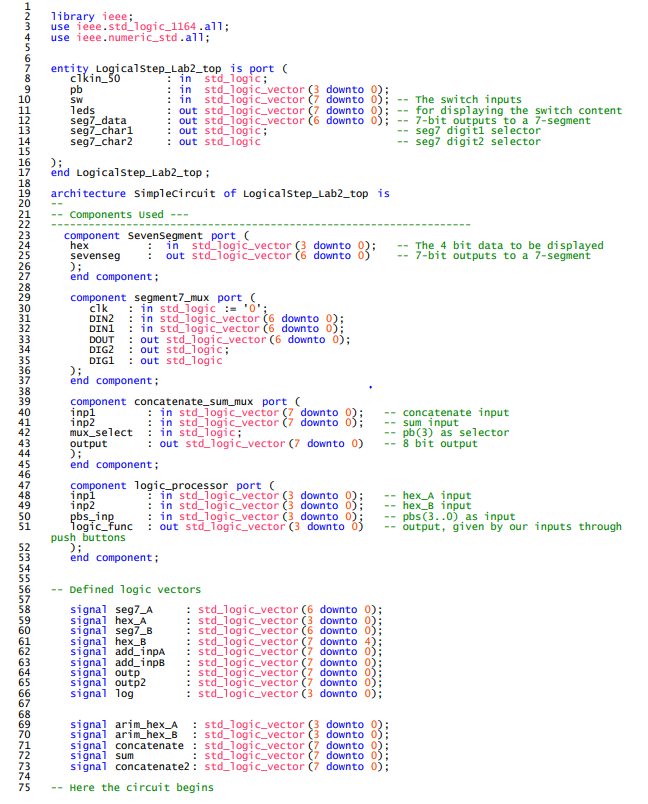 1
2 library ieee;
3 use ieee.std_logic_1164.all;
4 use ieee.numeric_std.all;
5
6
7 entity LogicalStep_Lab2_top is port (
8 clkin_50 : in std_logic;
9 pb : in std_logic_vector(3 downto 0);
10 sw : in std_logic_vector(7 downto 0); -- The switch inputs
11 leds : out std_logic_vector(7 downto 0); -- for displaying the switch content
12 seg7_data : out std_logic_vector(6 downto 0); -- 7-bit outputs to a 7-segment
13 seg7_char1 : out std_logic; -- seg7 digit1 selector
14 seg7_char2 : out std_logic -- seg7 digit2 selector
15
16 );
17 end LogicalStep_Lab2_top;
18
19 architecture SimpleCircuit of LogicalStep_Lab2_top is
20 --
21 -- Components Used ---
22 ------------------------------------------------------------------
23 component SevenSegment port (
24 hex : in std_logic_vector(3 downto 0); -- The 4 bit data to be displayed
25 sevenseg : out std_logic_vector(6 downto 0) -- 7-bit outputs to a 7-segment
26 );
27 end component;
28
29 component segment7_mux port (
30 clk : in std_logic := '0';
31 DIN2 : in std_logic_vector(6 downto 0);
32 DIN1 : in std_logic_vector(6 downto 0);
33 DOUT : out std_logic_vector(6 downto 0);
34 DIG2 : out std_logic;
35 DIG1 : out std_logic
36 );
37 end component;
38
39 component concatenate_sum_mux port (
40 inp1 : in std_logic_vector(7 downto 0); -- concatenate input
41 inp2 : in std_logic_vector(7 downto 0); -- sum input
42 mux_select : in std_logic; -- pb(3) as selector
43 output : out std_logic_vector(7 downto 0) -- 8 bit output
44 );
45 end component;
46
47 component logic_processor port (
48 inp1 : in std_logic_vector(3 downto 0); -- hex_A input
49 inp2 : in std_logic_vector(3 downto 0); -- hex_B input
50 pbs_inp : in std_logic_vector(3 downto 0); -- pbs(3..0) as input
51 logic_func : out std_logic_vector(3 downto 0) -- output, given by our inputs through
push buttons
52 );
53 end component;
54
55
56 -- Defined logic vectors
57
58 signal seg7_A : std_logic_vector(6 downto 0);
59 signal hex_A : std_logic_vector(3 downto 0);
60 signal seg7_B : std_logic_vector(6 downto 0);
61 signal hex_B : std_logic_vector(7 downto 4);
62 signal add_inpA : std_logic_vector(7 downto 0);
63 signal add_inpB : std_logic_vector(7 downto 0);
64 signal outp : std_logic_vector(7 downto 0);
65 signal outp2 : std_logic_vector(7 downto 0);
66 signal log : std_logic_vector(3 downto 0);
67
68
69 signal arim_hex_A : std_logic_vector(3 downto 0);
70 signal arim_hex_B : std_logic_vector(3 downto 0);
71 signal concatenate : std_logic_vector(7 downto 0);
72 signal sum : std_logic_vector(7 downto 0);
73 signal concatenate2: std_logic_vector(7 downto 0);
74
75 -- Here the circuit begins